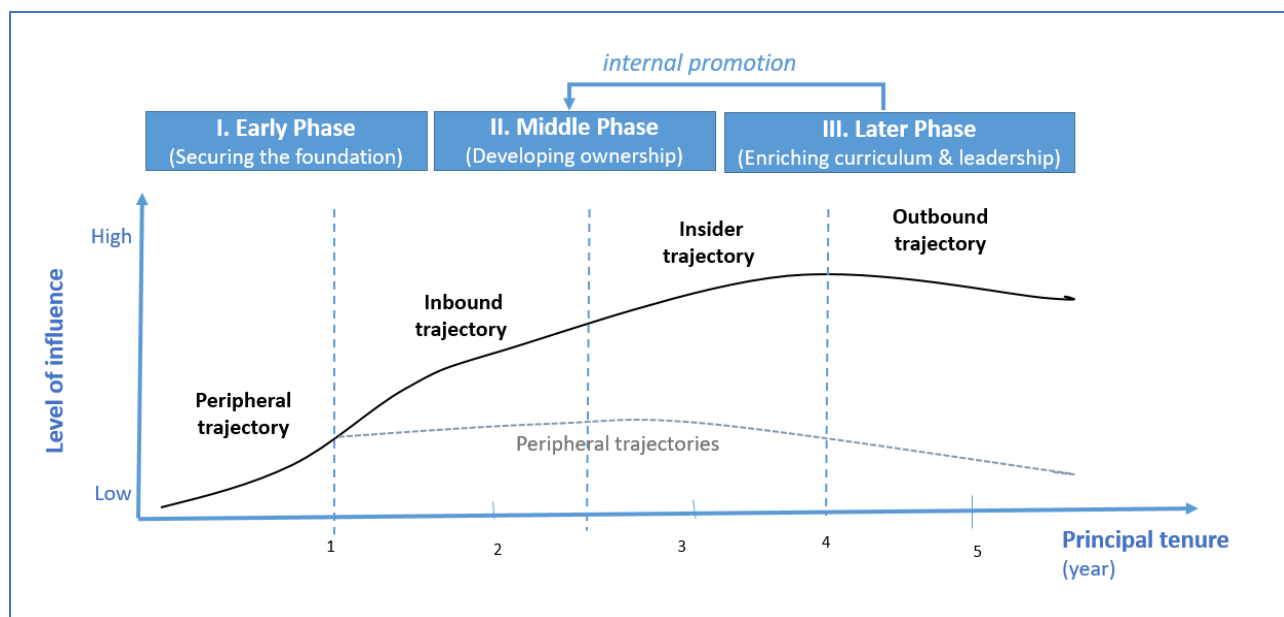 internal promotion
I. Early Phase
(Securing the foundation)
II. Middle Phase
(Developing ownership)
III. Later Phase
(Enriching curriculum & leadership)
Level of influence
High
Low
Peripheral
trajectory
Inbound
trajectory
Insider
trajectory
Outbound
trajectory
Peripheral trajectories
1
2
3
4
5
Principal tenure
(year)